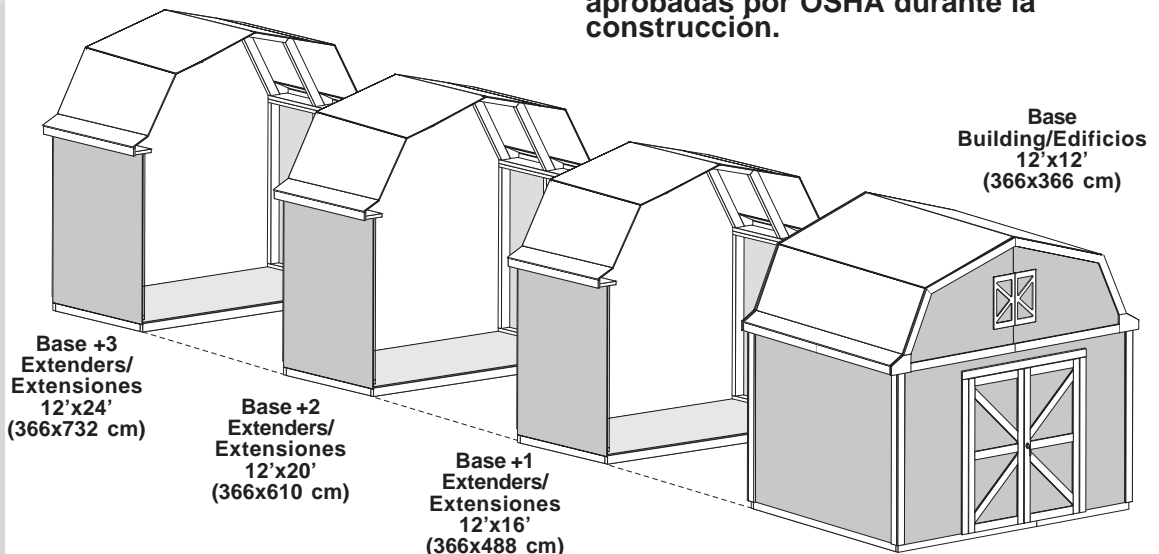 aprobadas por OSHA durante la
construcción.
Base
Building/Edificios
12'x12'
(366x366 cm)
Base +3
Extenders/
Extensiones
12'x24'
(366x732 cm)
Base +2
Extenders/
Extensiones
12'x20'
(366x610 cm)
Base +1
Extenders/
Extensiones
12'x16'
(366x488 cm)